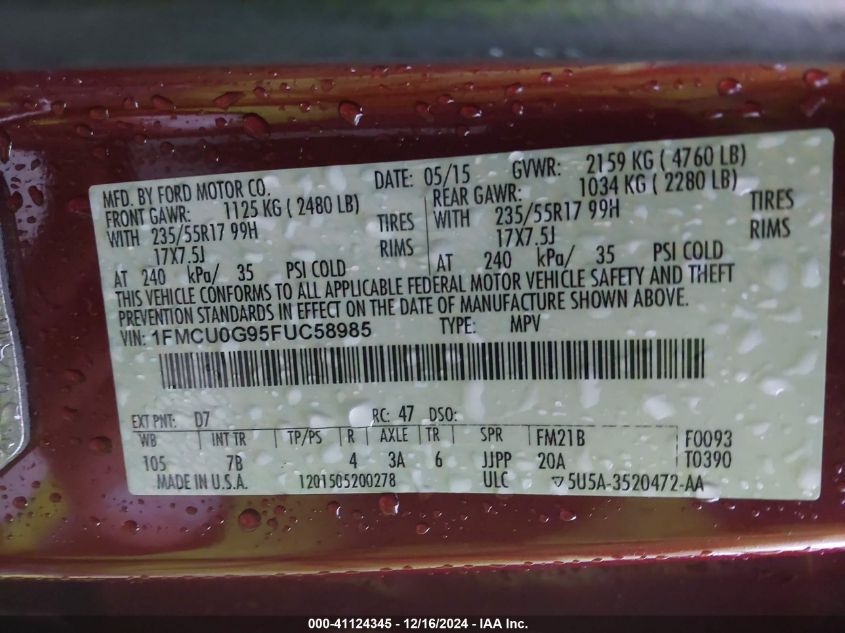 MFD. BY FORD MOTOR CO. DATE: 05/15 GVWR: 2159 KG ( 4760 LB)
FRONT GAWR: 1125 KG ( 2480 LB) REAR GAWR: 1034 KG ( 2280 LB)
WITH 235/55R17 99H TIRES WITH 235/55R17 99H TIRES
17X7.5J RIMS 17X7.5J RIMS
AT 240 kPa/ 35 PSI COLD AT 240 kPa/ 35 PSI COLD
THIS VEHICLE CONFORMS TO ALL APPLICABLE FEDERAL MOTOR VEHICLE SAFETY AND THEFT
PREVENTION STANDARDS IN EFFECT ON THE DATE OF MANUFACTURE SHOWN ABOVE.
VIN: 1FMCU0G95FUC58985 TYPE: MPV
EXT PNT: D7 RC: 47 DSO:
WB INT TR TP/PS R AXLE TR SPR FM21B F0093
105 7B 4 3A 6 JJPP 20A T0390
MADE IN U.S.A. 1201505200278 ULC ▽5U5A-3520472-AA
000-41124345 - 12/16/2024 - IAA Inc.